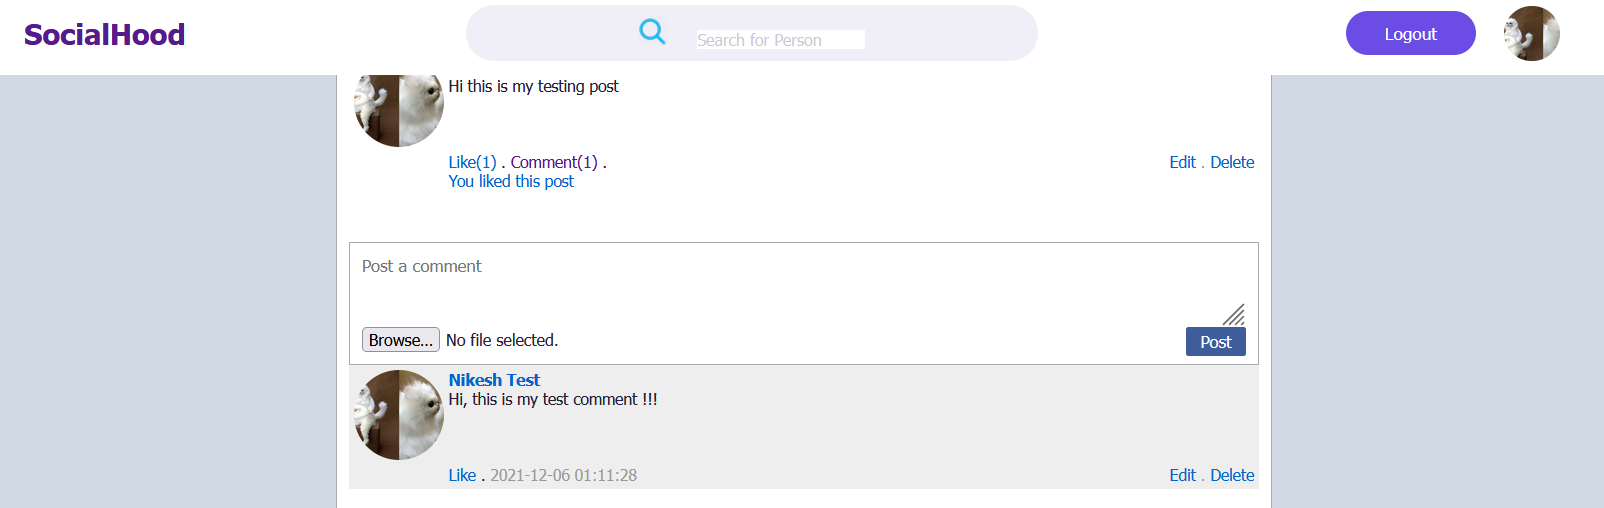 SocialHood
Search for Person
Logout
Hi this is my testing post
Like(1) . Comment(1) .
Edit . Delete
You liked this post
Post a comment
Browse... No file selected.
Post
Nikesh Test
Hi, this is my test comment !!!
Like . 2021-12-06 01:11:28
Edit . Delete